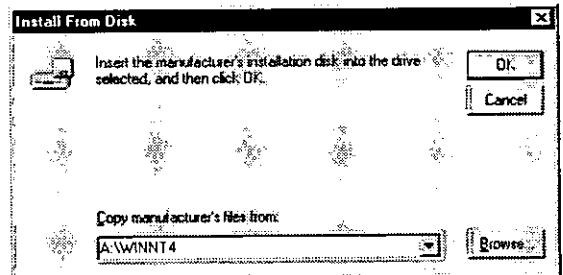 Install From Disk
Insert the manufacturer's installation disk into the drive
selected, and then click OK.
OK
Cancel
Copy manufacturer's files from:
A:\WINNT4
Browse...